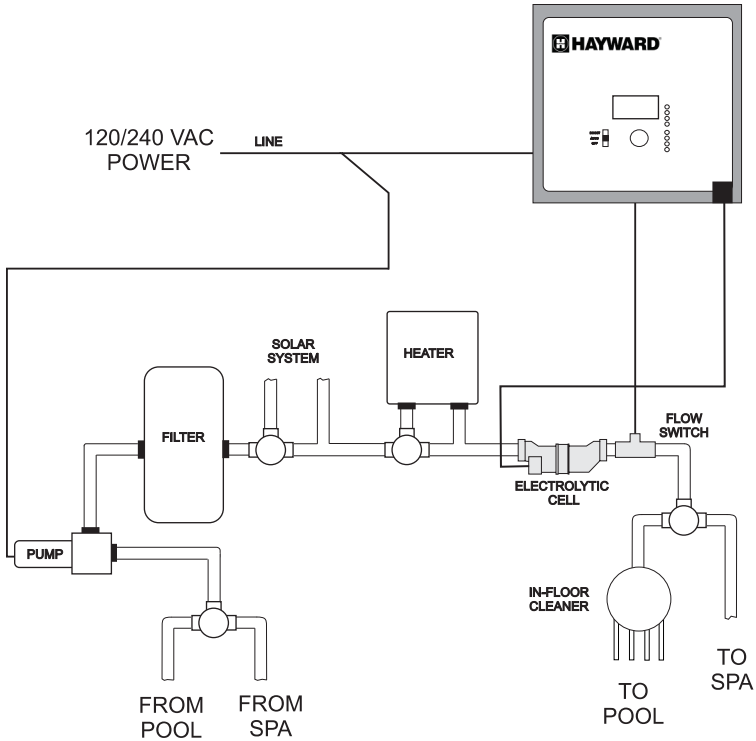 HAYWARD
120/240 VAC
POWER
LINE
SOLAR
SYSTEM
HEATER
FILTER
FLOW
SWITCH
ELECTROLYTIC
CELL
PUMP
IN-FLOOR
CLEANER
FROM
POOL
FROM
SPA
TO
POOL
TO
SPA